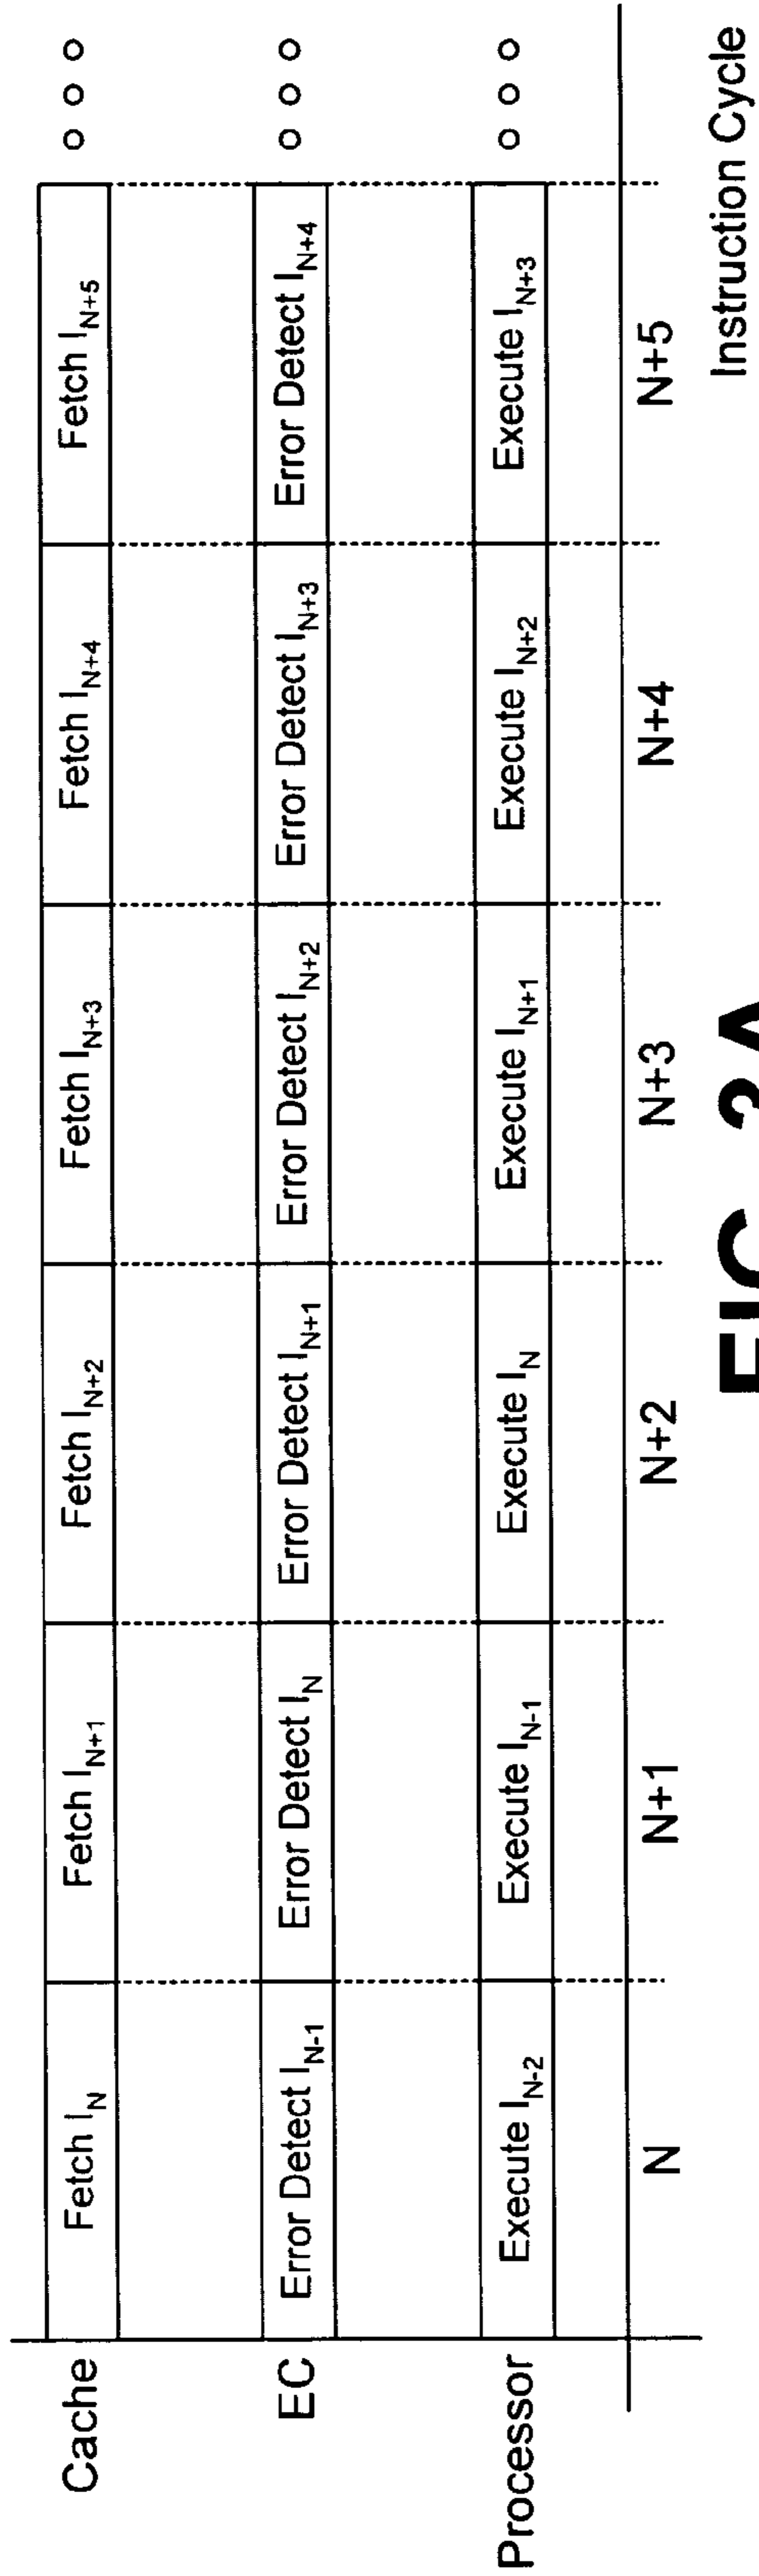 Cache Fetch I_N Fetch I_N+1 Fetch I_N+2 Fetch I_N+3 Fetch I_N+4 Fetch I_N+5
EC Error Detect I_N-1 Error Detect I_N Error Detect I_N+1 Error Detect I_N+2 Error Detect I_N+3 Error Detect I_N+4
Processor Execute I_N-2 Execute I_N-1 Execute I_N Execute I_N+1 Execute I_N+2 Execute I_N+3
N N+1 N+2 N+3 N+4 N+5
Instruction Cycle